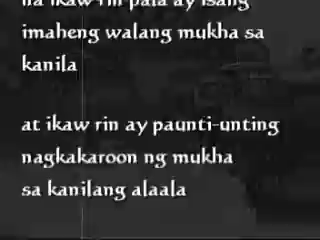 na ikaw rin pala ay isang
imaheng walang mukha sa
kanila
at ikaw rin ay paunti-unting
nagkakaroon ng mukha
sa kanilang alaala